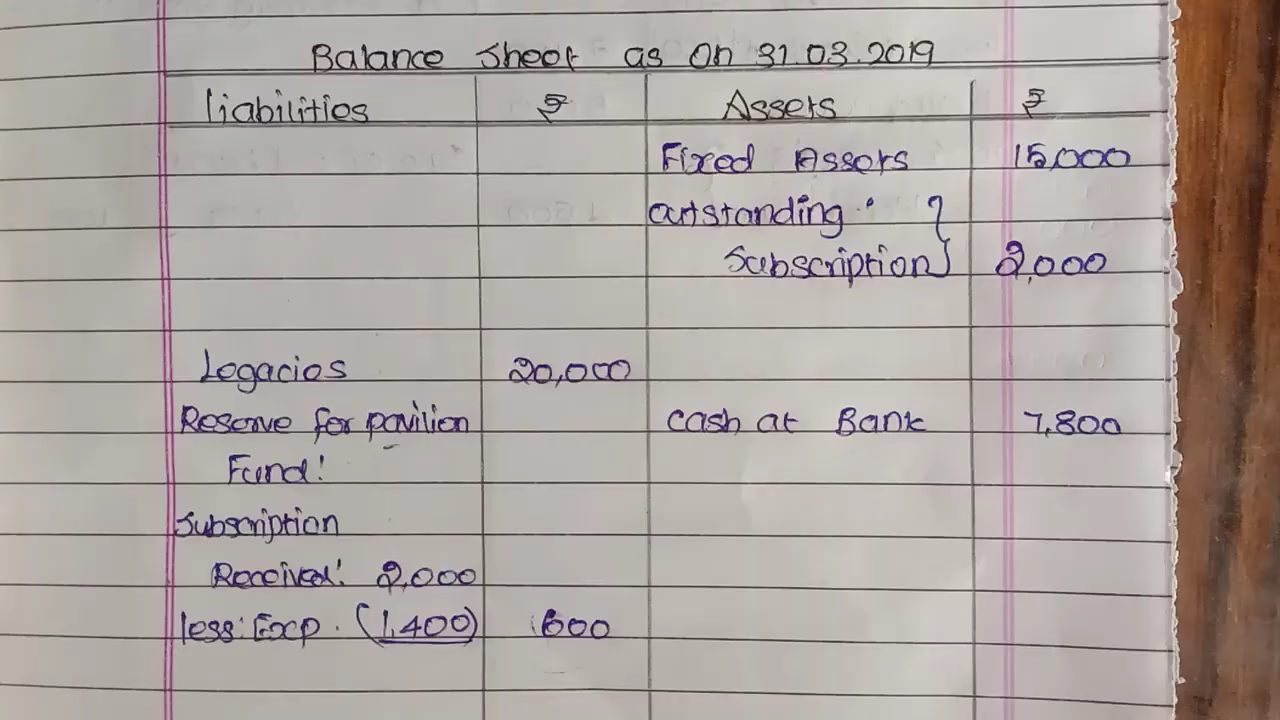 Balance Sheet as on 31.03.2019
Liabilities ₹ Assets ₹
Fixed Assets 15,000
Outstanding :
Subscription } 2,000
Legacies 20,000
Reserve for pavilion Cash at Bank 7,800
Fund:
Subscription
Received: 2,000
less: Exp. (1,400) 600